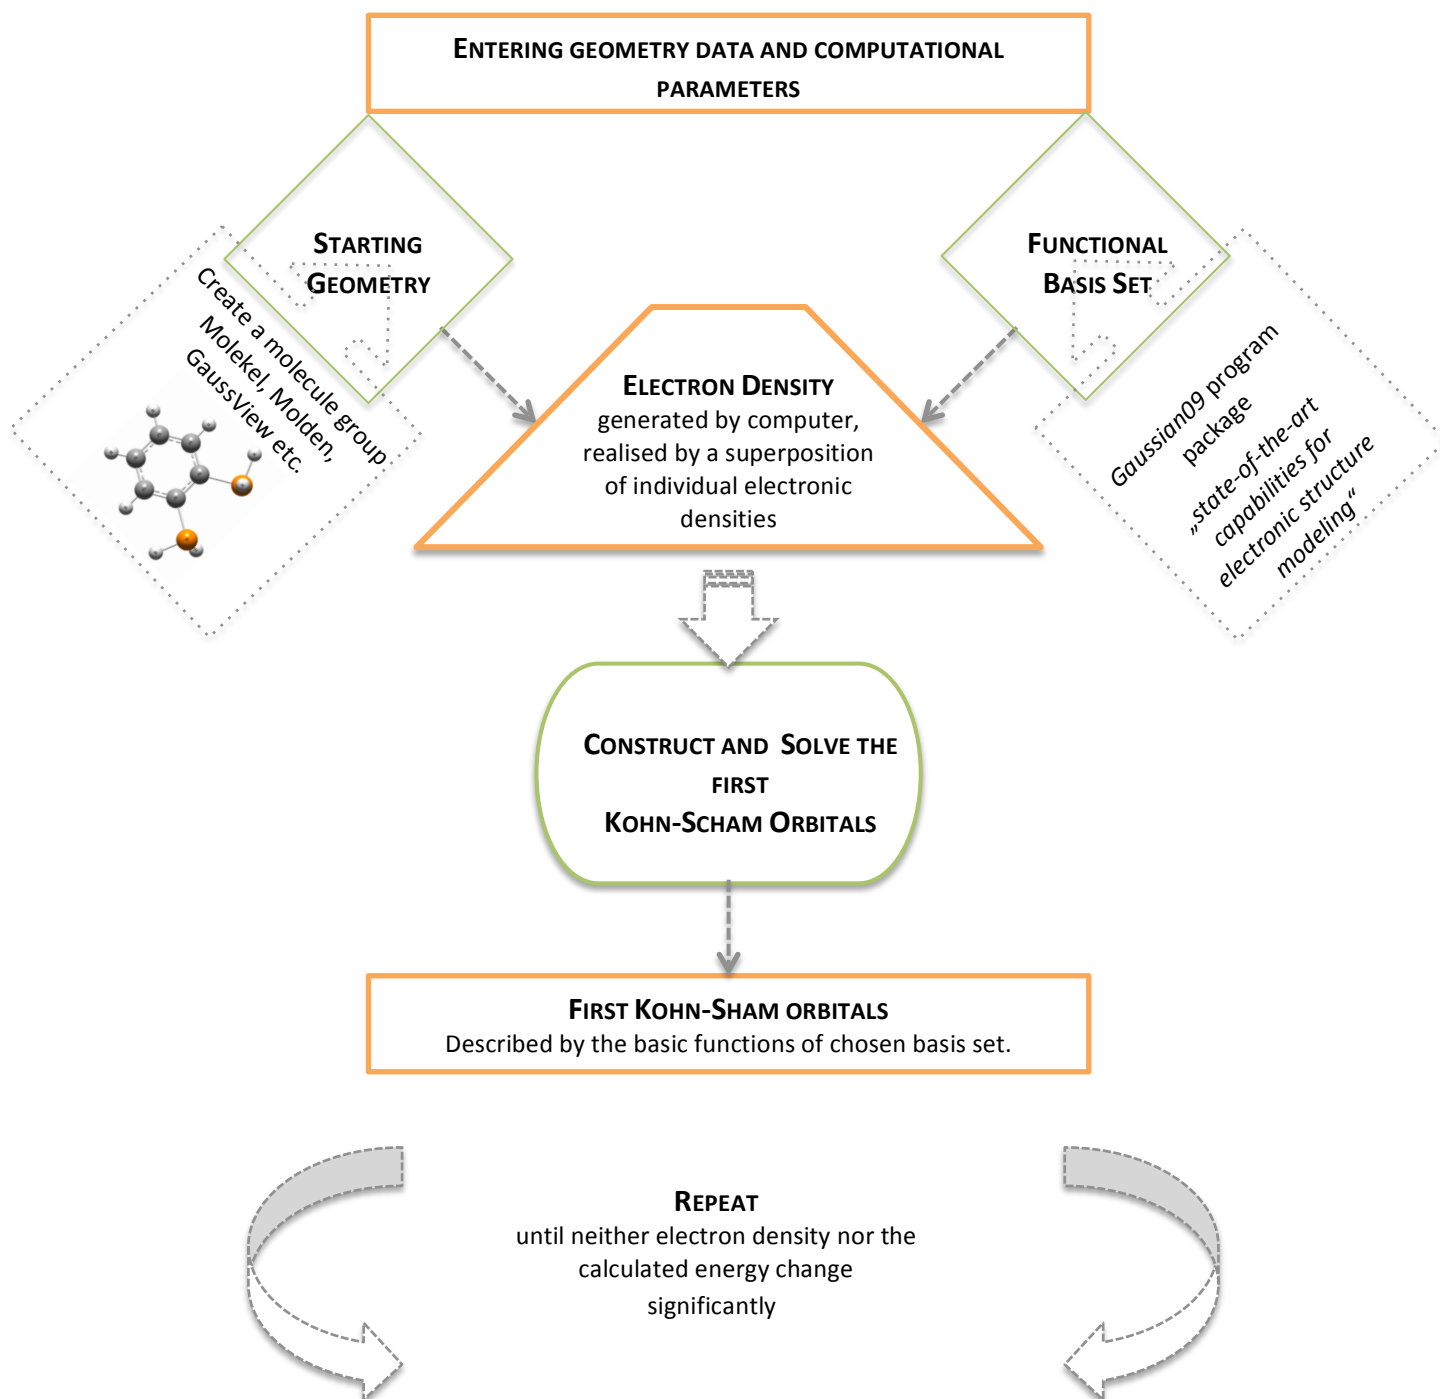 ENTERING GEOMETRY DATA AND COMPUTATIONAL
PARAMETERS
STARTING
GEOMETRY
Create a molecule group
Molekel, Molden,
GaussView etc.
FUNCTIONAL
BASIS SET
Gaussian09 program
package
„state-of-the-art
capabilities for
electronic structure
modeling“
ELECTRON DENSITY
generated by computer,
realised by a superposition
of individual electronic
densities
CONSTRUCT AND SOLVE THE
FIRST
KOHN-SCHAM ORBITALS
FIRST KOHN-SHAM ORBITALS
Described by the basic functions of chosen basis set.
REPEAT
until neither electron density nor the
calculated energy change
significantly